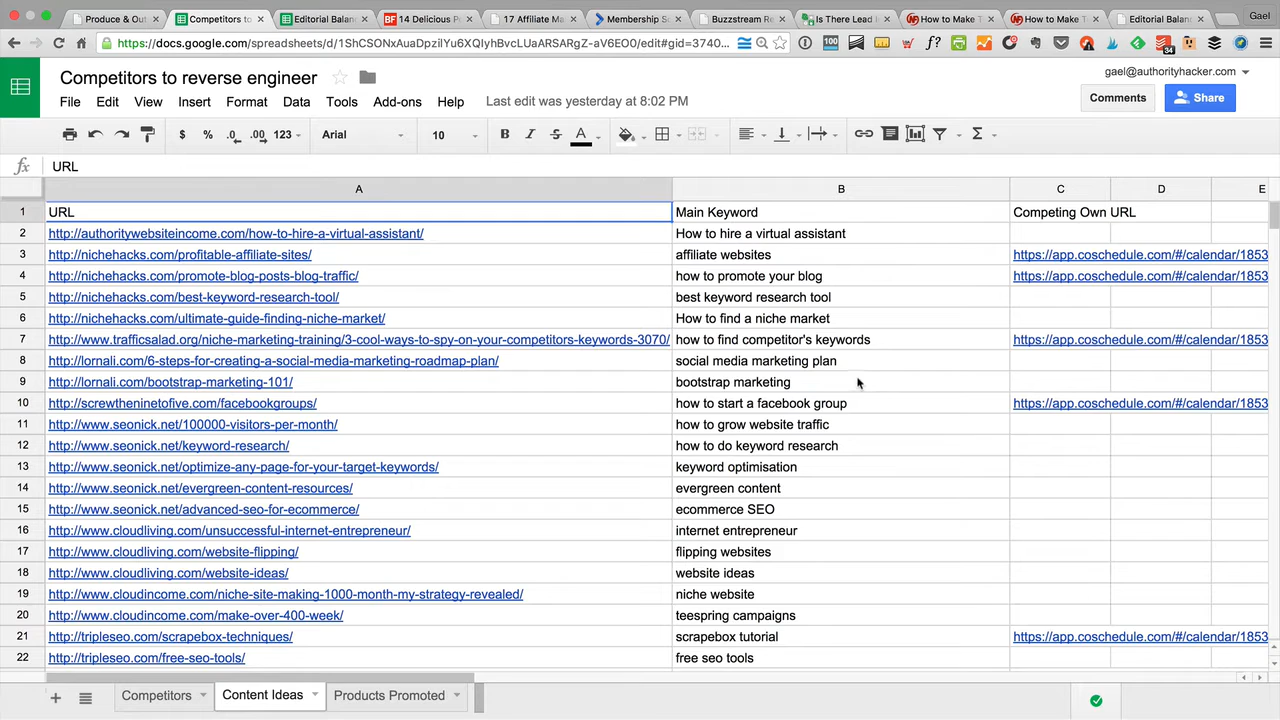 Produce & Out
Competitors to
Editorial Balanc
14 Delicious P
17 Affiliate Mar
Membership So
Buzzstream Re
Is There Lead
How to Make T
How to Make T
Editorial Balanc
Gael
https://docs.google.com/spreadsheets/d/1ShCSONxAuaDpzilYu6XQIyhBvcLUaARSARgZ-aV6EO0/edit#gid=3740...
Competitors to reverse engineer
gael@authorityhacker.com
File Edit View Insert Format Data Tools Add-ons Help Last edit was yesterday at 8:02 PM
Comments Share
$ % .0 .00 123 Arial 10 B I S A
fx URL
A B C D E
1 URL Main Keyword Competing Own URL
2 http://authoritywebsiteincome.com/how-to-hire-a-virtual-assistant/ How to hire a virtual assistant
3 http://nichehacks.com/profitable-affiliate-sites/ affiliate websites https://app.coschedule.com/#/calendar/1853
4 http://nichehacks.com/promote-blog-posts-blog-traffic/ how to promote your blog https://app.coschedule.com/#/calendar/1853
5 http://nichehacks.com/best-keyword-research-tool/ best keyword research tool
6 http://nichehacks.com/ultimate-guide-finding-niche-market/ How to find a niche market
7 http://www.trafficsalad.org/niche-marketing-training/3-cool-ways-to-spy-on-your-competitors-keywords-3070/ how to find competitor's keywords https://app.coschedule.com/#/calendar/1853
8 http://lornali.com/6-steps-for-creating-a-social-media-marketing-roadmap-plan/ social media marketing plan
9 http://lornali.com/bootstrap-marketing-101/ bootstrap marketing
10 http://screwtheninetofive.com/facebookgroups/ how to start a facebook group https://app.coschedule.com/#/calendar/1853
11 http://www.seonick.net/100000-visitors-per-month/ how to grow website traffic
12 http://www.seonick.net/keyword-research/ how to do keyword research
13 http://www.seonick.net/optimize-any-page-for-your-target-keywords/ keyword optimisation
14 http://www.seonick.net/evergreen-content-resources/ evergreen content
15 http://www.seonick.net/advanced-seo-for-ecommerce/ ecommerce SEO
16 http://www.cloudliving.com/unsuccessful-internet-entrepreneur/ internet entrepreneur
17 http://www.cloudliving.com/website-flipping/ flipping websites
18 http://www.cloudliving.com/website-ideas/ website ideas
19 http://www.cloudincome.com/niche-site-making-1000-month-my-strategy-revealed/ niche website
20 http://www.cloudincome.com/make-over-400-week/ teespring campaigns
21 http://tripleseo.com/scrapebox-techniques/ scrapebox tutorial https://app.coschedule.com/#/calendar/1853
22 http://tripleseo.com/free-seo-tools/ free seo tools
Competitors Content Ideas Products Promoted